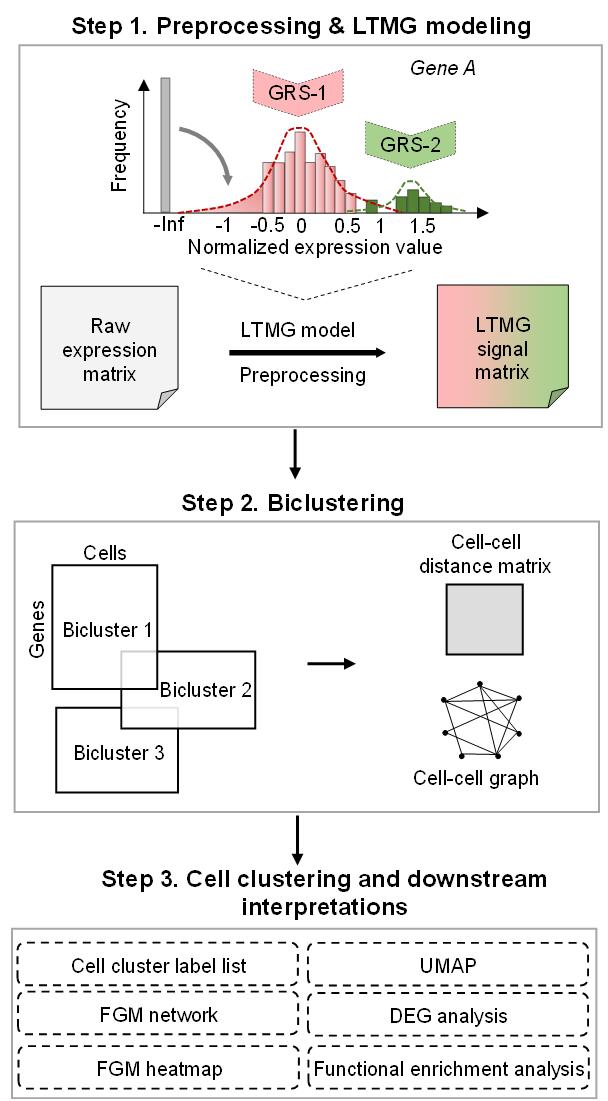 Step 1. Preprocessing & LTMG modeling
Gene A
GRS-1
GRS-2
Frequency
-Inf -1 -0.5 0 0.5 1 1.5
Normalized expression value
Raw
expression
matrix
LTMG model
Preprocessing
LTMG
signal
matrix
Step 2. Biclustering
Cells
Genes
Bicluster 1
Bicluster 2
Bicluster 3
Cell-cell
distance matrix
Cell-cell graph
Step 3. Cell clustering and downstream
interpretations
Cell cluster label list
UMAP
FGM network
DEG analysis
FGM heatmap
Functional enrichment analysis